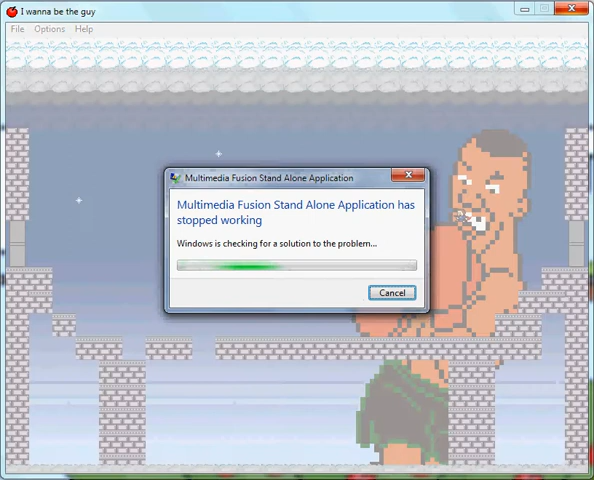 I wanna be the guy
File Options Help
Multimedia Fusion Stand Alone Application
Multimedia Fusion Stand Alone Application has
stopped working
Windows is checking for a solution to the problem...
Cancel